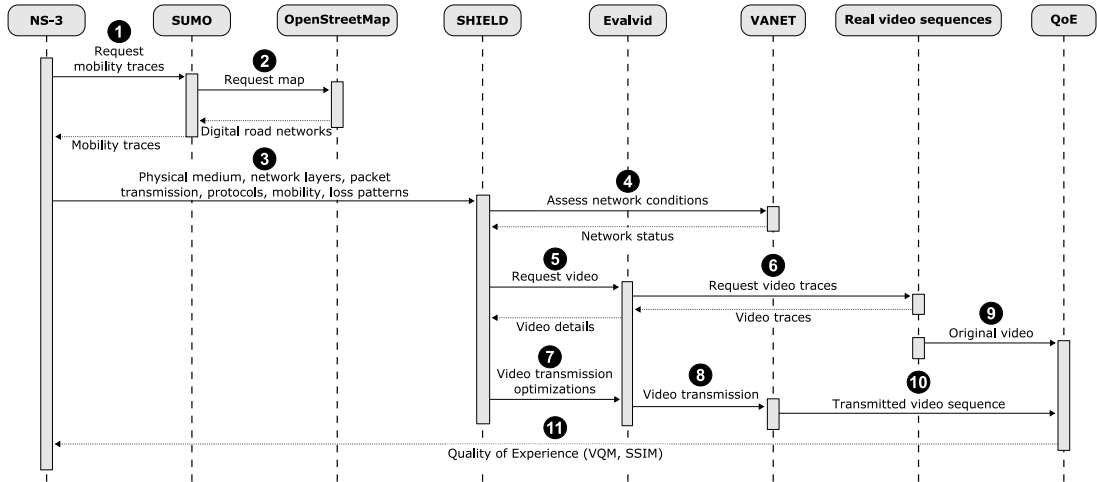 NS-3
SUMO
OpenStreetMap
SHIELD
Evalvid
VANET
Real video sequences
QoE
1
Request
mobility traces
2
Request map
Digital road networks
Mobility traces
3
Physical medium, network layers, packet
transmission, protocols, mobility, loss patterns
4
Assess network conditions
Network status
5
Request video
6
Request video traces
Video traces
Video details
9
Original video
7
Video transmission
optimizations
8
Video transmission
10
Transmitted video sequence
11
Quality of Experience (VQM, SSIM)